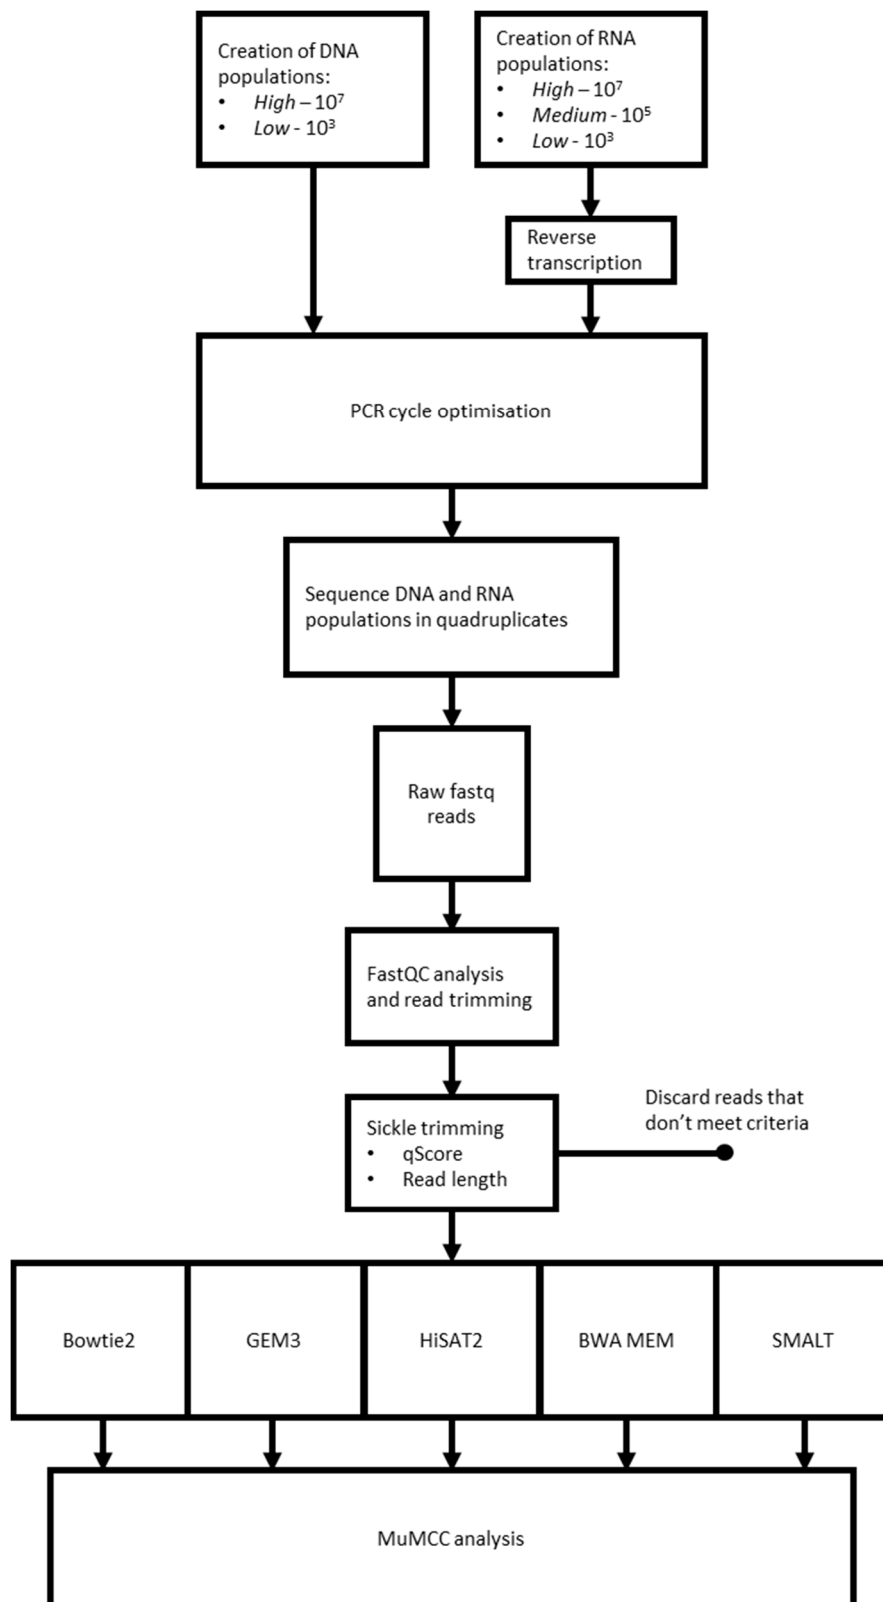 Creation of DNA
populations:
• High – 10⁷
• Low - 10³
Creation of RNA
populations:
• High – 10⁷
• Medium - 10⁵
• Low - 10³
Reverse
transcription
PCR cycle optimisation
Sequence DNA and RNA
populations in quadruplicates
Raw fastq
reads
FastQC analysis
and read trimming
Sickle trimming
• qScore
• Read length
Discard reads that
don’t meet criteria
Bowtie2
GEM3
HiSAT2
BWA MEM
SMALT
MuMCC analysis